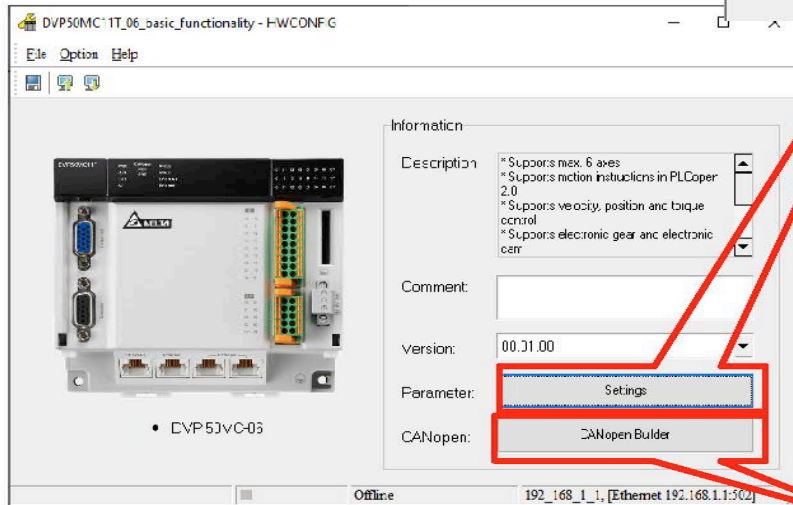 DVP50MC11T_06_basic_functionality - HWCONFIG
File Option Help
Information
Description
* Supports max. 6 axes
* Supports motion instructions in PLCopen
2.0
* Supports velocity, position and torque
control
* Supports electronic gear and electronic
cam
DVP50MC11T
DELTA
Comment:
Version:
00.01.00
Parameter:
Settings
• DVP50MC-06
CANopen:
CANopen Builder
Offline
192_168_1_1, [Ethernet 192.168.1.1:502]